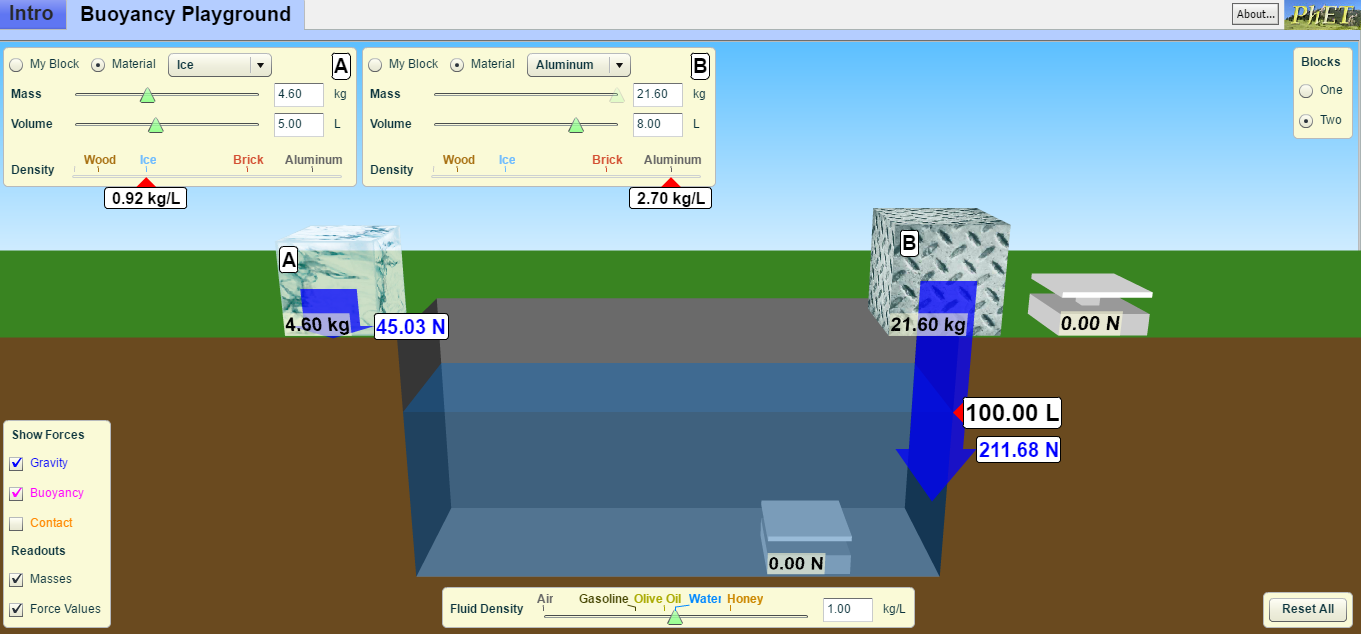 Intro
Buoyancy Playground
About...
PhET
My Block
Material
Ice
A
Mass
4.60
kg
Volume
5.00
L
Density
Wood
Ice
Brick
Aluminum
0.92 kg/L
My Block
Material
Aluminum
B
Mass
21.60
kg
Volume
8.00
L
Density
Wood
Ice
Brick
Aluminum
2.70 kg/L
Blocks
One
Two
A
4.60 kg
45.03 N
B
21.60 kg
0.00 N
100.00 L
211.68 N
0.00 N
Show Forces
Gravity
Buoyancy
Contact
Readouts
Masses
Force Values
Fluid Density
Air
Gasoline
Olive Oil
Water
Honey
1.00
kg/L
Reset All